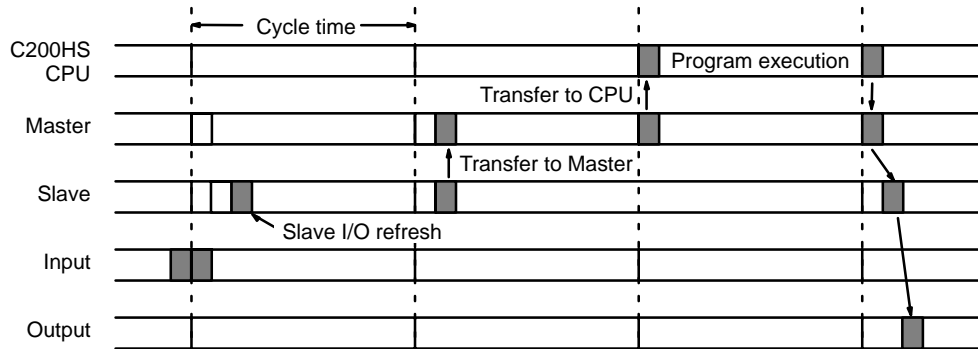 Cycle time
C200HS
CPU
Program execution
Transfer to CPU
Master
Transfer to Master
Slave
Slave I/O refresh
Input
Output